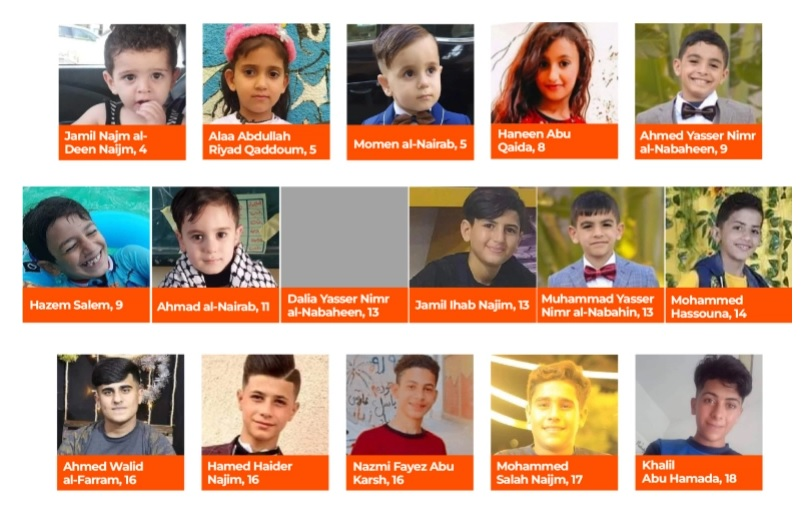 Jamil Najm al-
Deen Naijm, 4
Alaa Abdullah
Riyad Qaddoum, 5
Momen al-Nairab, 5
Haneen Abu
Qaida, 8
Ahmed Yasser Nimr
al-Nabaheen, 9
Hazem Salem, 9
Ahmad al-Nairab, 11
Dalia Yasser Nimr
al-Nabaheen, 13
Jamil Ihab Najim, 13
Muhammad Yasser
Nimr al-Nabahin, 13
Mohammed
Hassouna, 14
Ahmed Walid
al-Farram, 16
Hamed Haider
Najim, 16
Nazmi Fayez Abu
Karsh, 16
Mohammed
Salah Naijm, 17
Khalil
Abu Hamada, 18